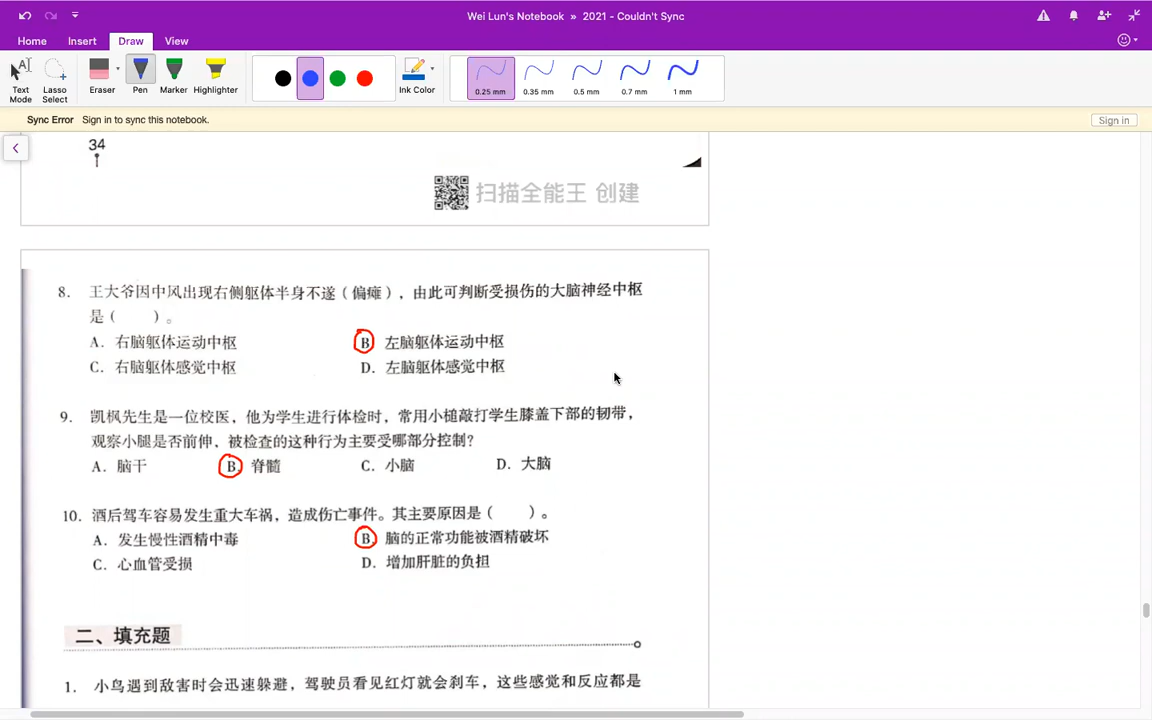 Wei Lun's Notebook » 2021 - Couldn't Sync
Home Insert Draw View
Text Mode
Lasso Select
Eraser
Pen
Marker
Highlighter
Ink Color
0.25 mm
0.35 mm
0.5 mm
0.7 mm
1 mm
Sync Error Sign in to sync this notebook.
Sign in
34
扫描全能王 创建
8. 王大爷因中风出现右侧躯体半身不遂（偏瘫），由此可判断受损伤的大脑神经中枢
是（ ）。
A. 右脑躯体运动中枢 B 左脑躯体运动中枢
C. 右脑躯体感觉中枢 D. 左脑躯体感觉中枢
9. 凯枫先生是一位校医，他为学生进行体检时，常用小槌敲打学生膝盖下部的韧带，
观察小腿是否前伸，被检查的这种行为主要受哪部分控制？
A. 脑干 B 脊髓 C. 小脑 D. 大脑
10. 酒后驾车容易发生重大车祸，造成伤亡事件。其主要原因是（ ）。
A. 发生慢性酒精中毒 B. 脑的正常功能被酒精破坏
C. 心血管受损 D. 增加肝脏的负担
二、填充题
1. 小鸟遇到敌害时会迅速躲避，驾驶员看见红灯就会刹车，这些感觉和反应都是